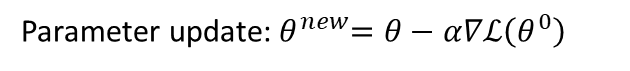 Parameter update: θ^{new} = θ − α∇ℒ(θ^0)